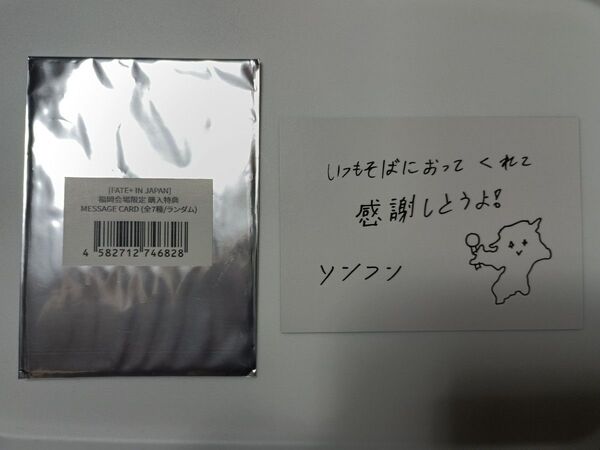 [FATE+ IN JAPAN]
福岡会場限定 購入特典
MESSAGE CARD (全7種/ランダム)
4 582712 746828
いつもそばにおって くれて
感謝しとうよ!
ソンフン